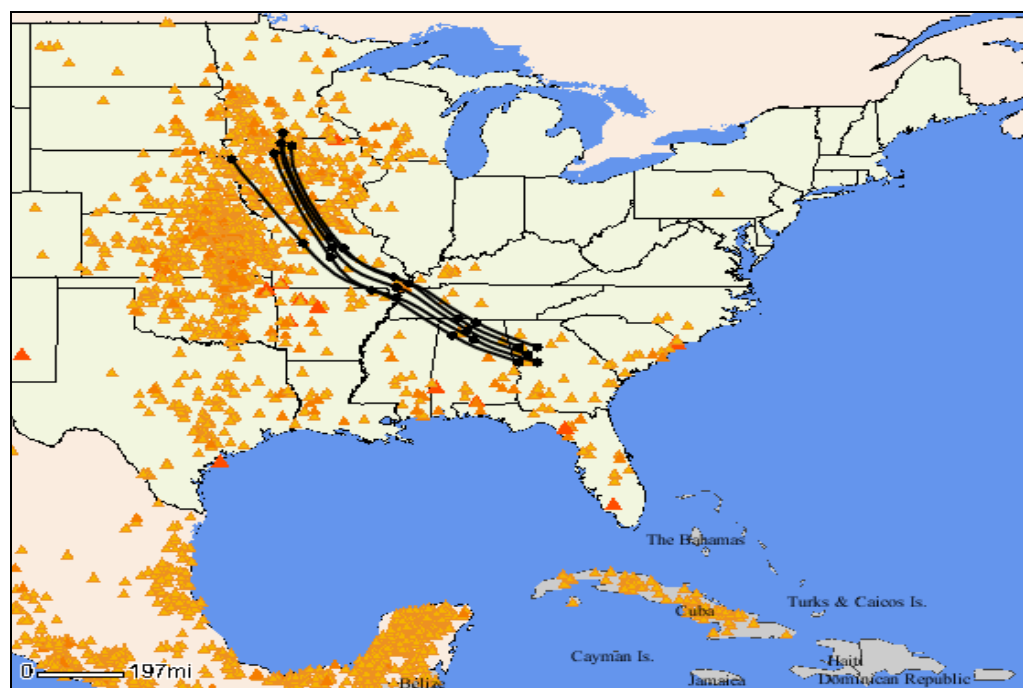 The Bahamas
Turks & Caicos Is.
Cuba
Cayman Is.
Haiti
0 197mi
Belize
Jamaica
Dominican Republic